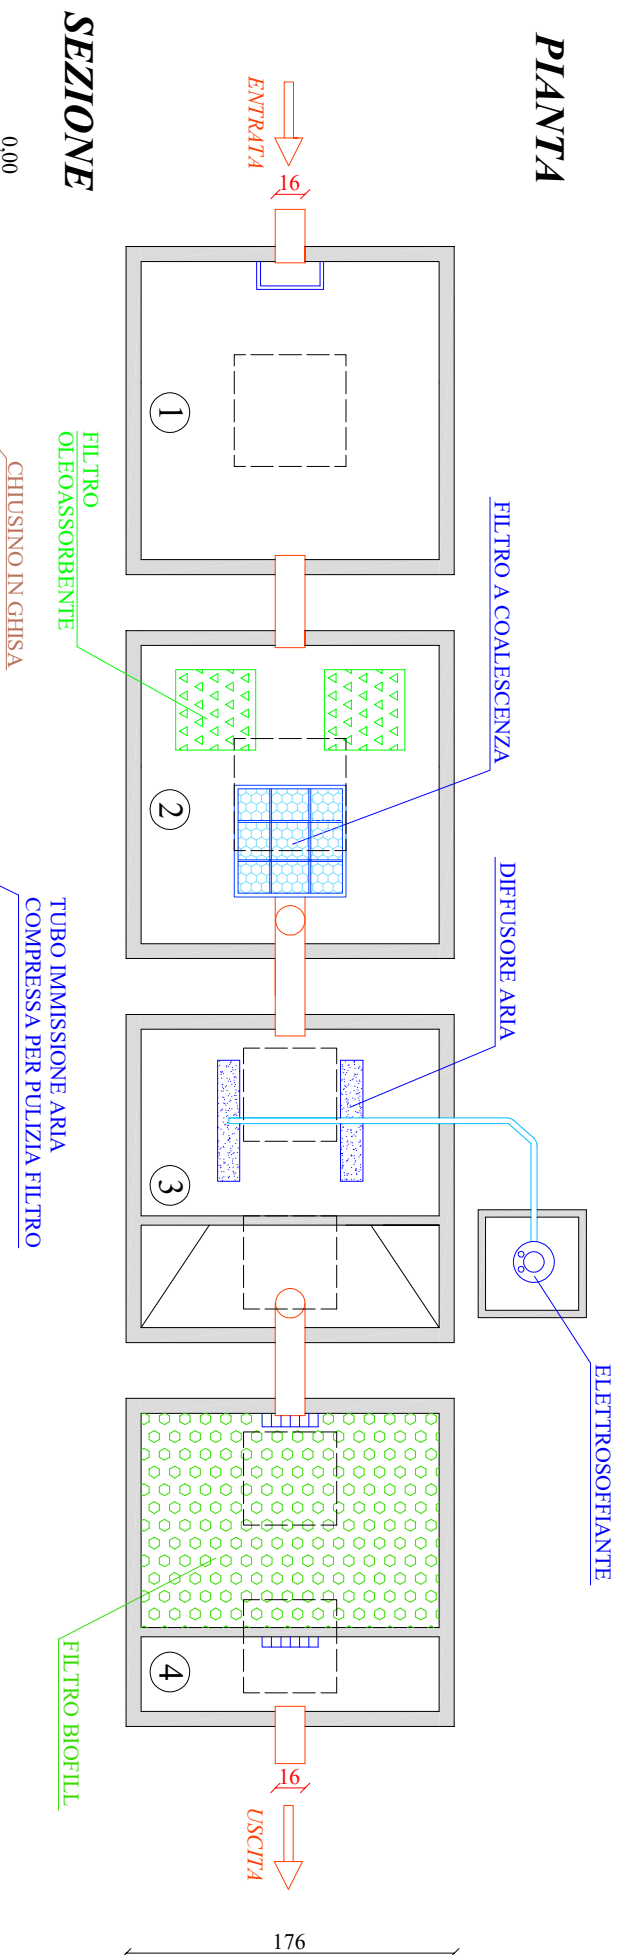 PIANTA
ELETTROSOFFIANTE
FILTRO A COALESCENZA
DIFFUSORE ARIA
ENTRATA
16
16
USCITA
176
1
2
3
4
FILTRO
OLEOASSORBENTE
FILTRO BIOFILL
SEZIONE
TUBO IMMISSIONE ARIA
COMPRESSA PER PULIZIA FILTRO
CHIUSINO IN GHISA
0,00